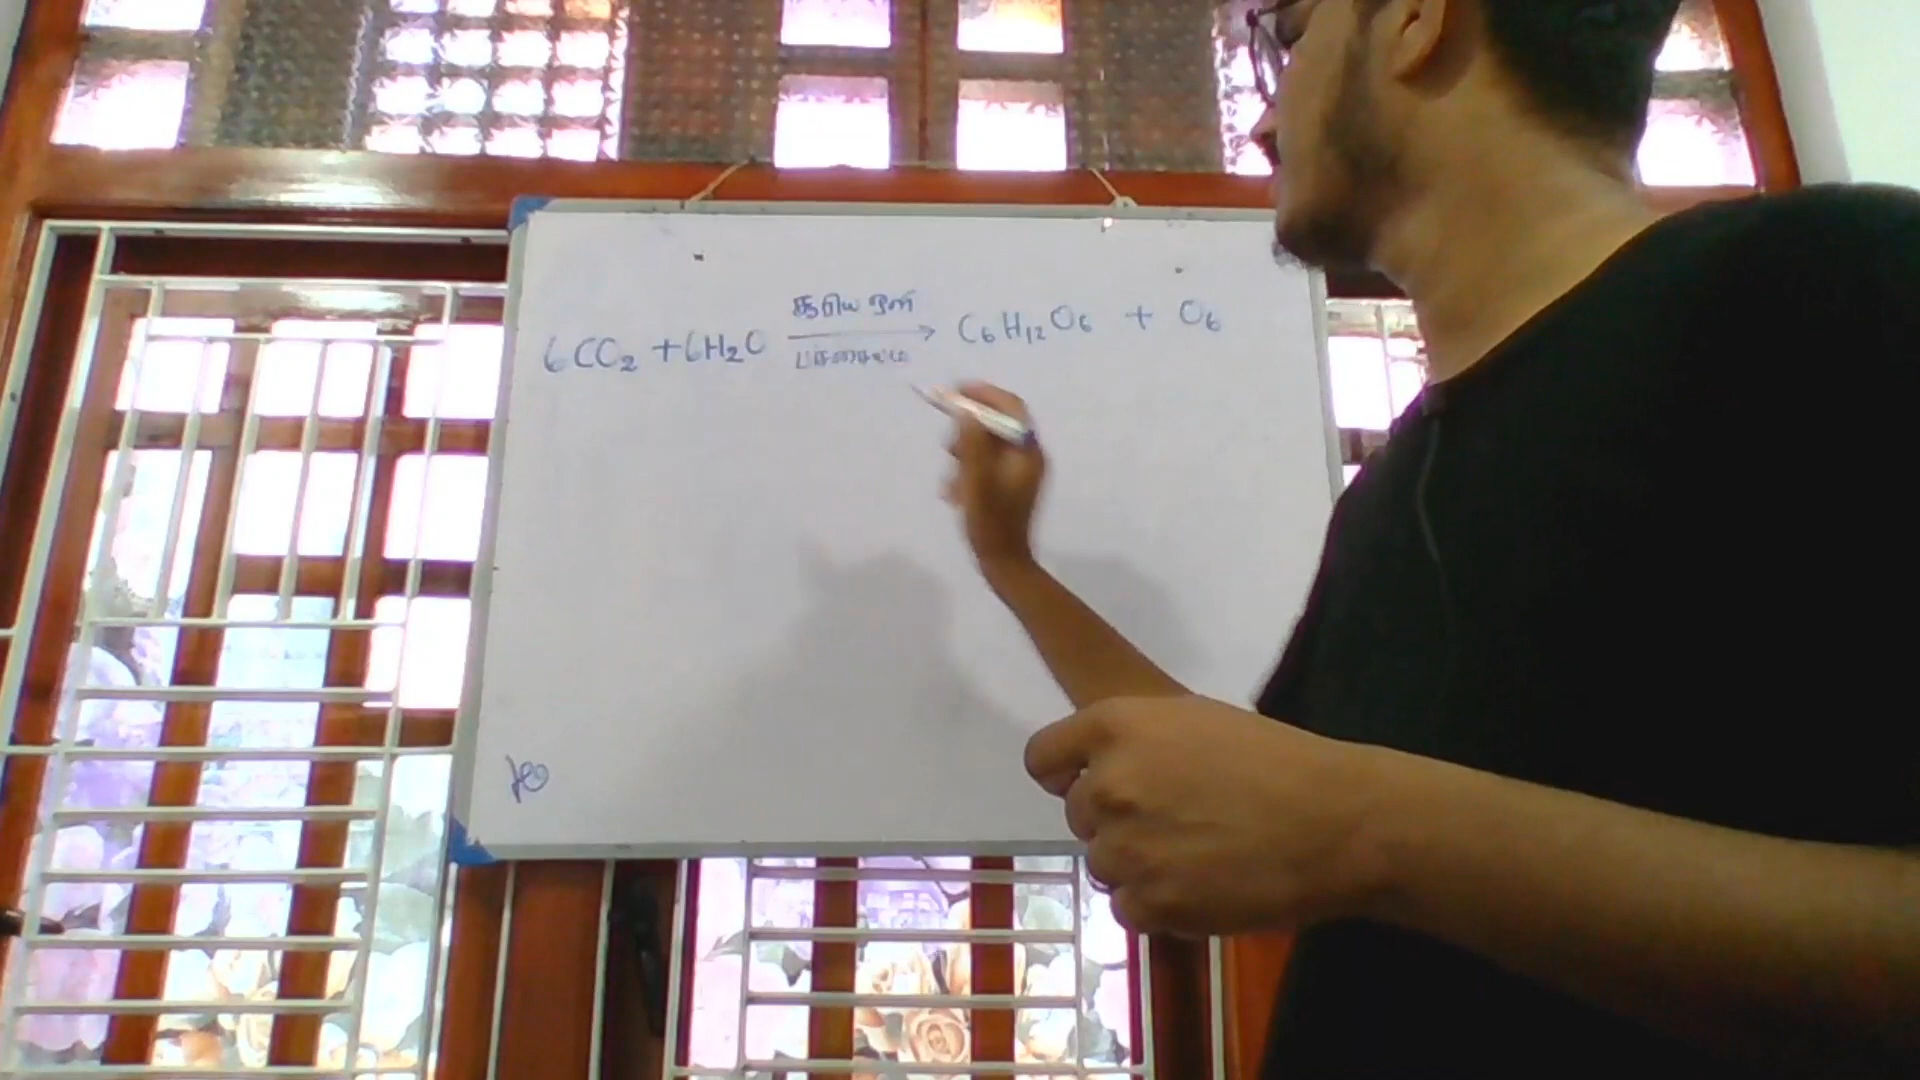 6CO₂ + 6H₂O சூரிய ஒளி → பச்சையம் C₆H₁₂O₆ + O₆